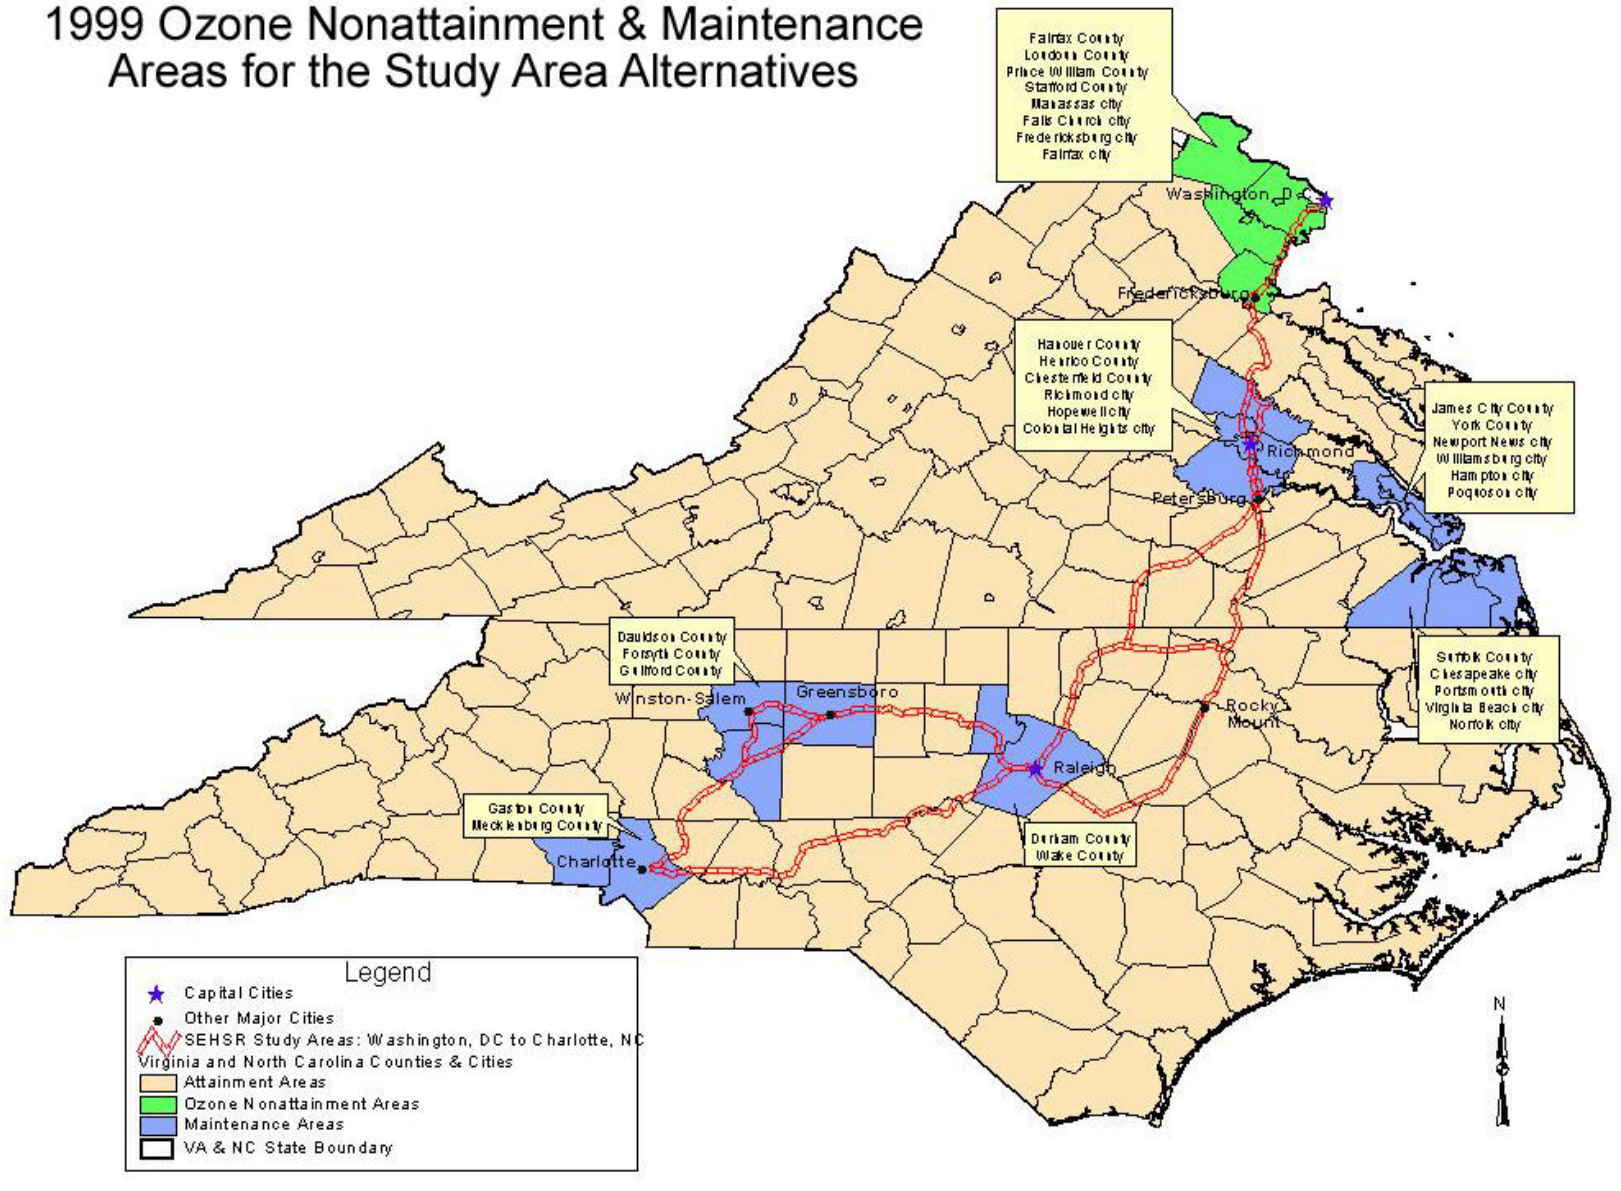 1999 Ozone Nonattainment & Maintenance
Areas for the Study Area Alternatives
Fairfax County
Loudoun County
Prince William County
Stafford County
Manassas city
Falls Church city
Fredericksburg city
Fairfax city
Washington, D.C.
Fredericksburg
Hanover County
Henrico County
Chesterfield County
Richmond city
Hopewell city
Colonial Heights city
James City County
York County
Newport News city
Williamsburg city
Hampton city
Poquoson city
Richmond
Petersburg
Davidson County
Forsyth County
Guilford County
Suffolk County
Chesapeake city
Portsmouth city
Virginia Beach city
Norfolk city
Winston-Salem
Greensboro
Rocky
Mount
Raleigh
Gaston County
Mecklenburg County
Durham County
Wake County
Charlotte
Legend
Capital Cities
Other Major Cities
SEHSR Study Areas: Washington, DC to Charlotte, NC
Virginia and North Carolina Counties & Cities
Attainment Areas
Ozone Nonattainment Areas
Maintenance Areas
VA & NC State Boundary
N